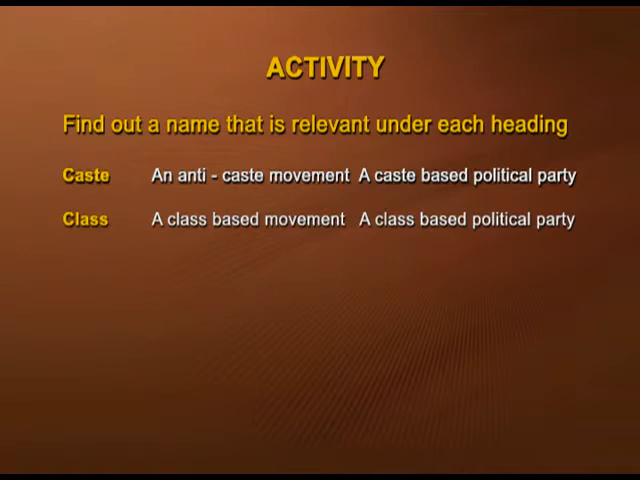 ACTIVITY
Find out a name that is relevant under each heading
Caste An anti - caste movement A caste based political party
Class A class based movement A class based political party